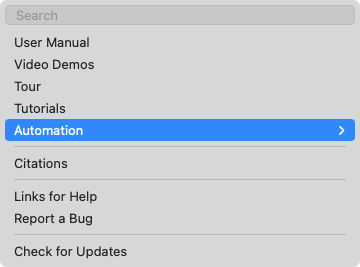 Search
User Manual
Video Demos
Tour
Tutorials
Automation
Citations
Links for Help
Report a Bug
Check for Updates